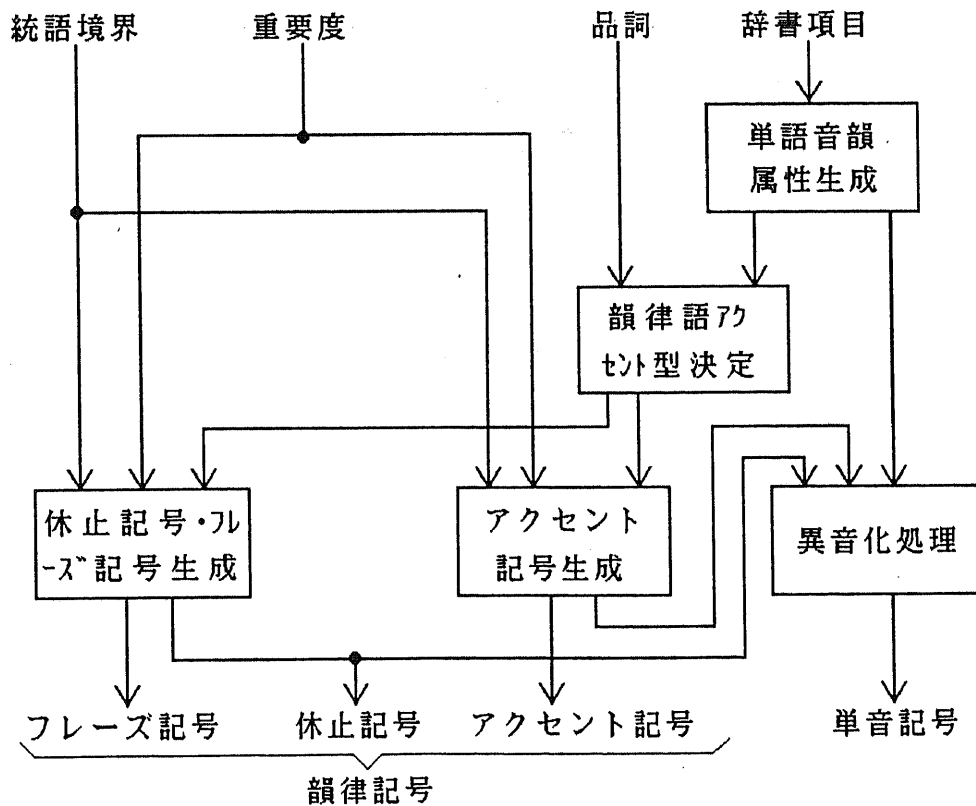 統語境界 重要度 品詞 辞書項目
単語音韻
属性生成
韻律語ｱｸ
ｾﾝﾄ型決定
休止記号・ﾌﾚ
ｰｽﾞ記号生成
アクセント
記号生成
異音化処理
フレーズ記号 休止記号 アクセント記号 単音記号
韻律記号